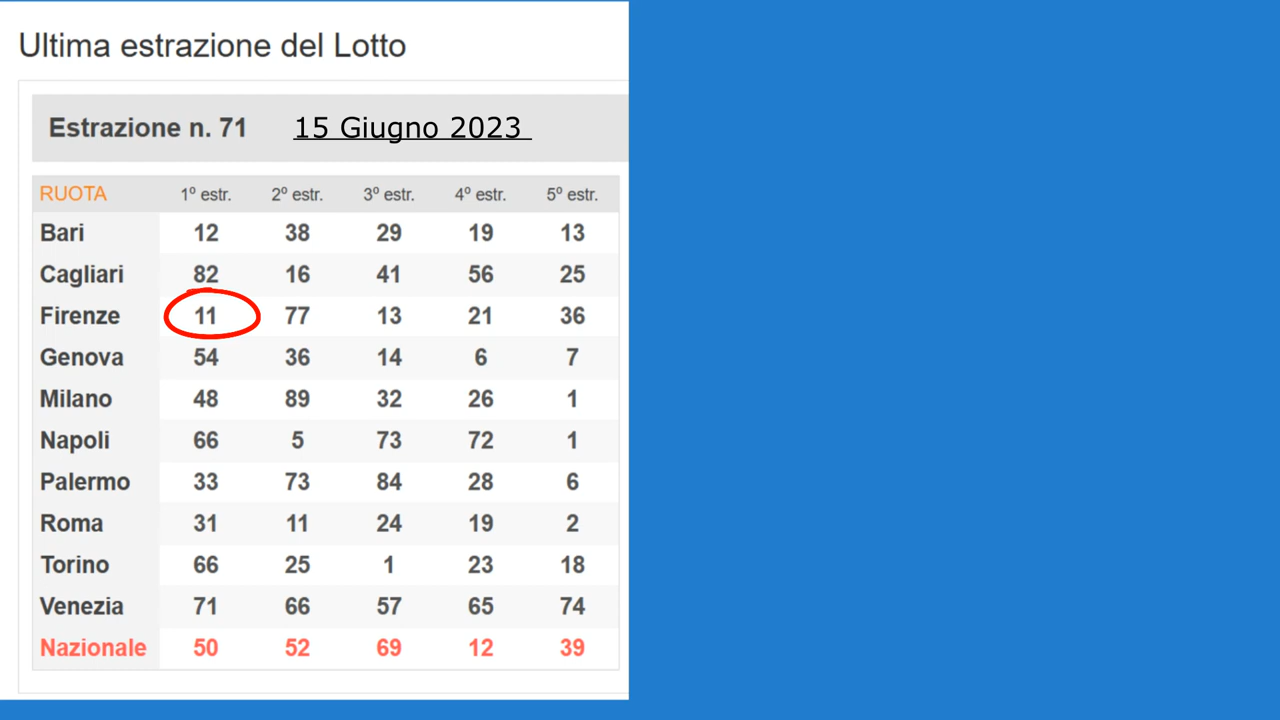 Ultima estrazione del Lotto
Estrazione n. 71 15 Giugno 2023
RUOTA 1º estr. 2º estr. 3º estr. 4º estr. 5º estr.
Bari 12 38 29 19 13
Cagliari 82 16 41 56 25
Firenze 11 77 13 21 36
Genova 54 36 14 6 7
Milano 48 89 32 26 1
Napoli 66 5 73 72 1
Palermo 33 73 84 28 6
Roma 31 11 24 19 2
Torino 66 25 1 23 18
Venezia 71 66 57 65 74
Nazionale 50 52 69 12 39